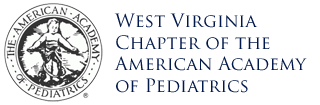 THE AMERICAN ACADEMY OF PEDIATRICS
®
WEST VIRGINIA
CHAPTER OF THE
AMERICAN ACADEMY
OF PEDIATRICS